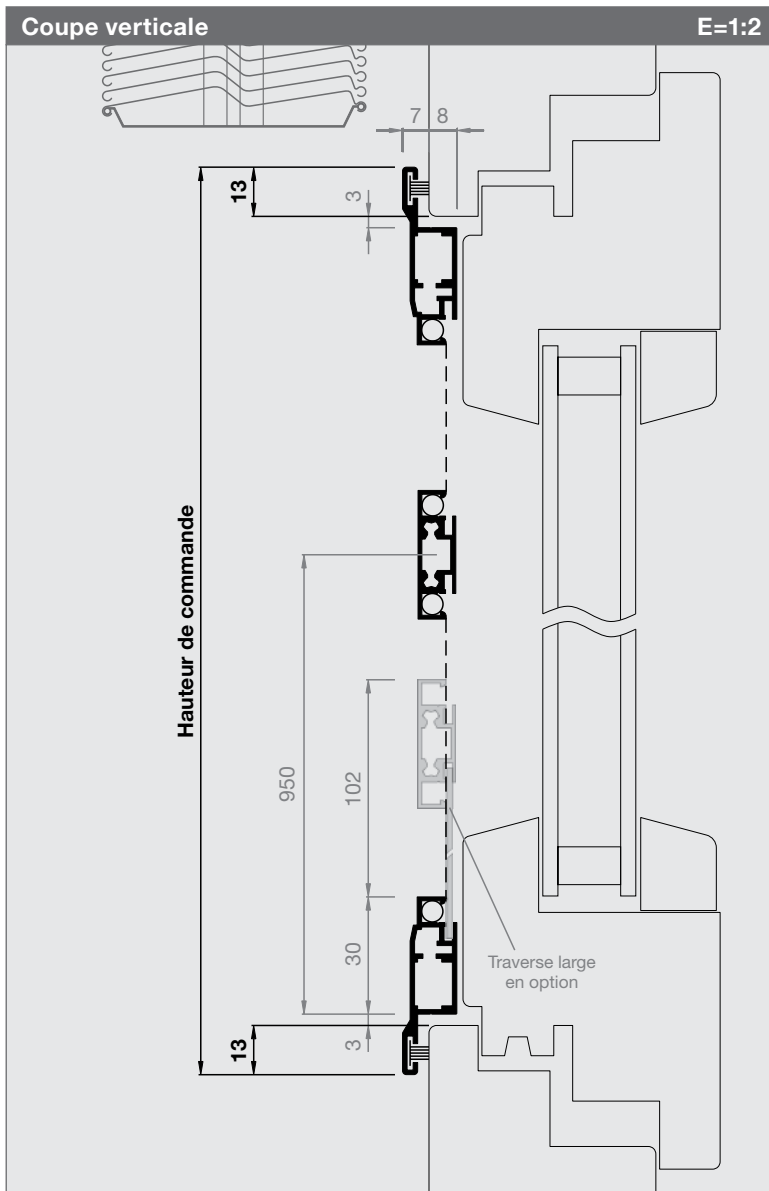 Coupe verticale
E=1:2
7
8
13
3
Hauteur de commande
950
102
30
Traverse large
en option
13
3